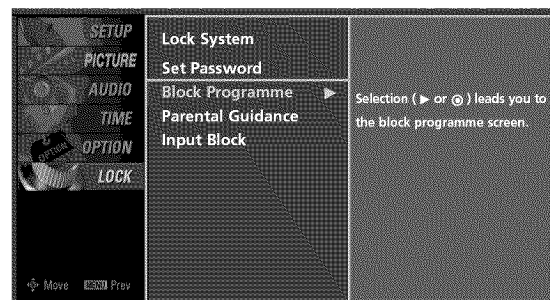 SETUP
PICTURE
AUDIO
TIME
OPTION
OPTION
LOCK
Move MENU Prev
Lock System
Set Password
Block Programme ▶
Parental Guidance
Input Block
Selection ( ▶ or ◉ ) leads you to
the block programme screen.